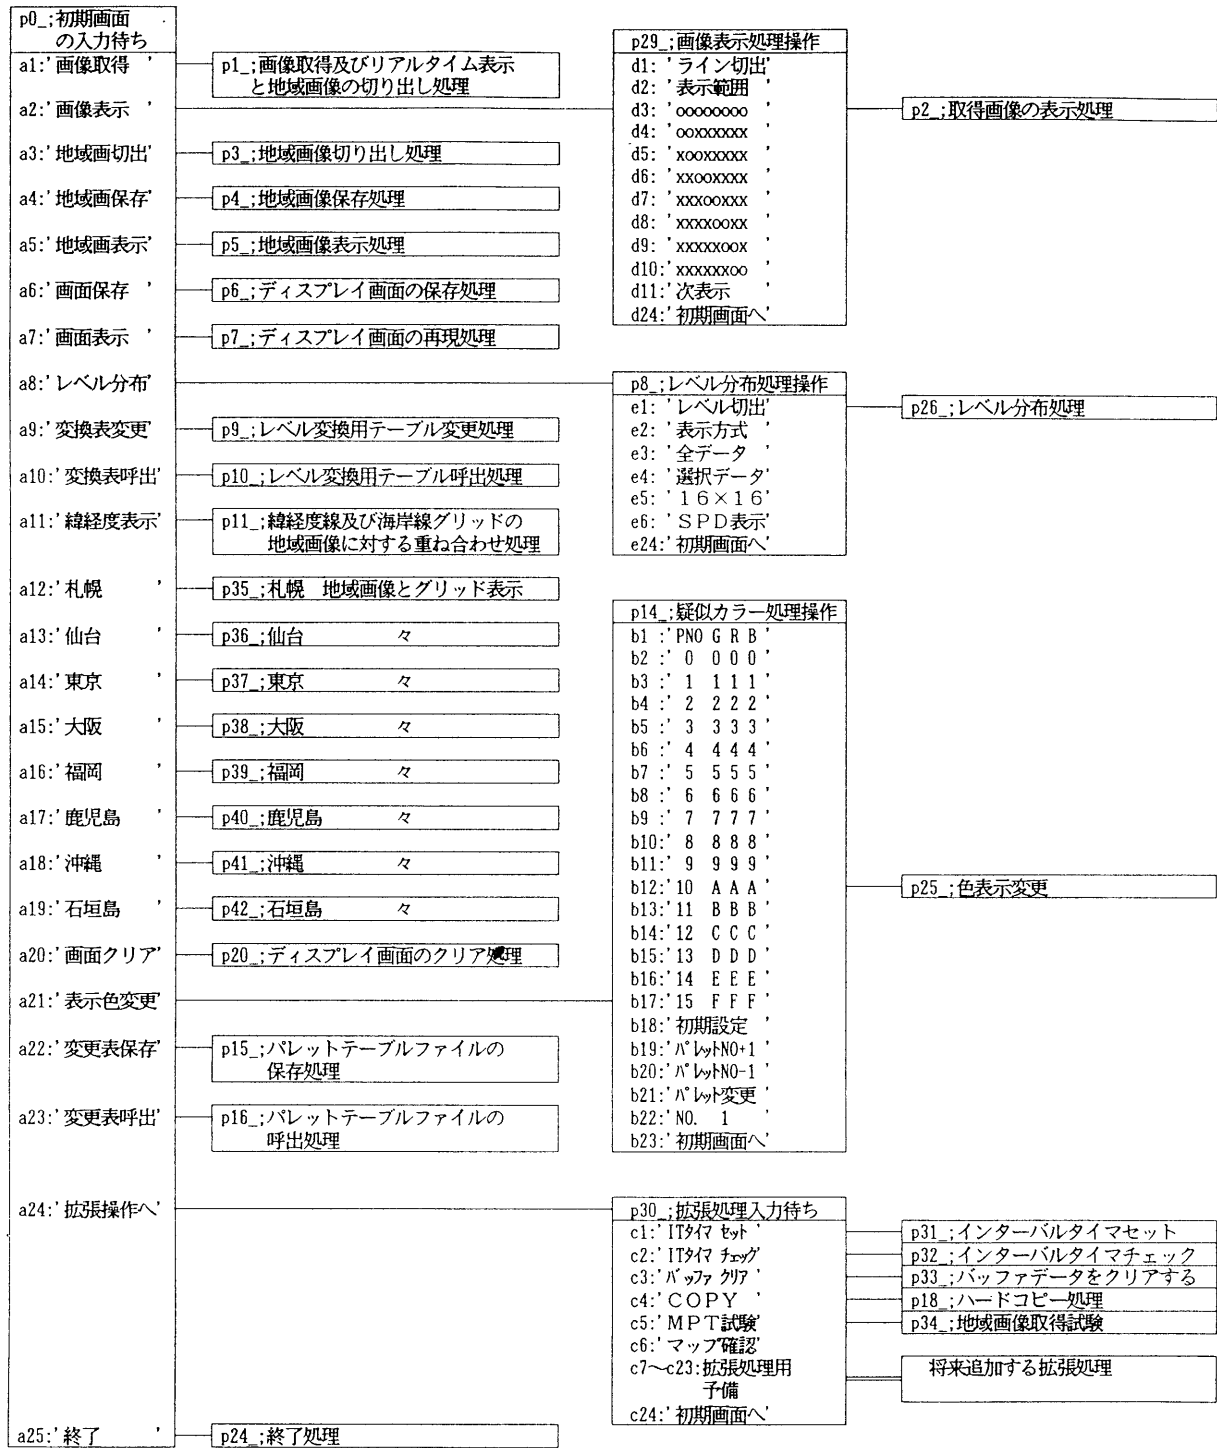 p0_;初期画面
の入力待ち
a1:'画像取得 '
p1_;画像取得及びリアルタイム表示
と地域画像の切り出し処理
a2:'画像表示 '
p29_;画像表示処理操作
d1: 'ライン切出'
d2: '表示範囲 '
d3: 'oooooooo '
d4: 'ooxxxxxx '
d5: 'xooxxxxx '
d6: 'xxooxxxx '
d7: 'xxxooxxx '
d8: 'xxxxooxx '
d9: 'xxxxxoox '
d10:'xxxxxxoo '
d11:'次表示 '
d24:'初期画面へ'
p2_;取得画像の表示処理
a3:'地域画切出'
p3_;地域画像切り出し処理
a4:'地域画保存'
p4_;地域画像保存処理
a5:'地域画表示'
p5_;地域画像表示処理
a6:'画面保存 '
p6_;ディスプレイ画面の保存処理
a7:'画面表示 '
p7_;ディスプレイ画面の再現処理
a8:'レベル分布'
p8_;レベル分布処理操作
e1: 'レベル切出'
e2: '表示方式 '
e3: '全データ '
e4: '選択データ'
e5: '16×16'
e6: 'SPD表示'
e24:'初期画面へ'
p26_;レベル分布処理
a9:'変換表変更'
p9_;レベル変換用テーブル変更処理
a10:'変換表呼出'
p10_;レベル変換用テーブル呼出処理
a11:'緯経度表示'
p11_;緯経度線及び海岸線グリッドの
地域画像に対する重ね合わせ処理
a12:'札幌 '
p35_;札幌 地域画像とグリッド表示
a13:'仙台 '
p36_;仙台 々
a14:'東京 '
p37_;東京 々
a15:'大阪 '
p38_;大阪 々
a16:'福岡 '
p39_;福岡 々
a17:'鹿児島 '
p40_;鹿児島 々
a18:'沖縄 '
p41_;沖縄 々
a19:'石垣島 '
p42_;石垣島 々
a20:'画面クリア'
p20_;ディスプレイ画面のクリア処理
a21:'表示色変更'
p14_;疑似カラー処理操作
b1 :'PNO G R B '
b2 :' 0 0 0 0 '
b3 :' 1 1 1 1 '
b4 :' 2 2 2 2 '
b5 :' 3 3 3 3 '
b6 :' 4 4 4 4 '
b7 :' 5 5 5 5 '
b8 :' 6 6 6 6 '
b9 :' 7 7 7 7 '
b10:' 8 8 8 8 '
b11:' 9 9 9 9 '
b12:'10 A A A '
b13:'11 B B B '
b14:'12 C C C '
b15:'13 D D D '
b16:'14 E E E '
b17:'15 F F F '
b18:'初期設定 '
b19:'パレットNO+1 '
b20:'パレットNO-1 '
b21:'パレット変更 '
b22:'NO. 1 '
b23:'初期画面へ'
p25_;色表示変更
a22:'変更表保存'
p15_;パレットテーブルファイルの
保存処理
a23:'変更表呼出'
p16_;パレットテーブルファイルの
呼出処理
a24:'拡張操作へ'
p30_;拡張処理入力待ち
c1:'ITタイマ セット '
c2:'ITタイマ チェック'
c3:'バッファ クリア '
c4:'COPY '
c5:'MPT試験'
c6:'マップ確認'
c7〜c23:拡張処理用
予備
c24:'初期画面へ'
p31_;インターバルタイマセット
p32_;インターバルタイマチェック
p33_;バッファデータをクリアする
p18_;ハードコピー処理
p34_;地域画像取得試験
将来追加する拡張処理
a25:'終了 '
p24_;終了処理